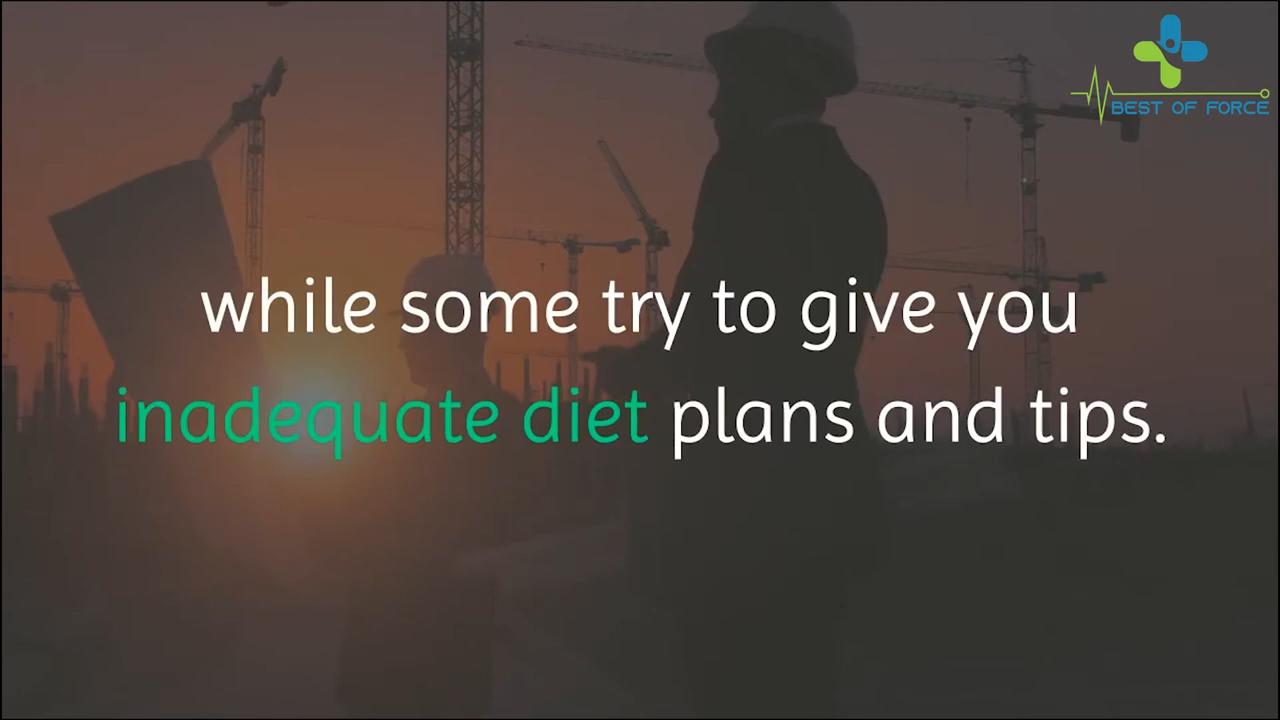 BEST OF FORCE
while some try to give you
inadequate diet plans and tips.